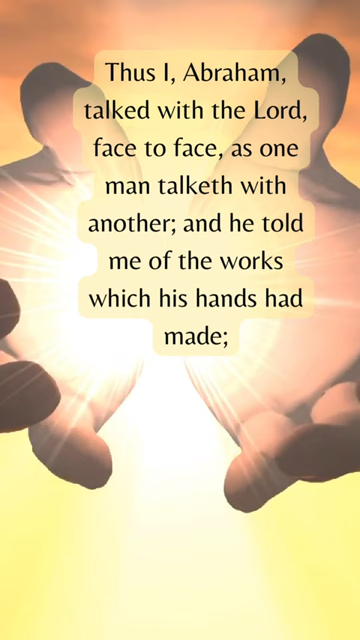 Thus I, Abraham,
talked with the Lord,
face to face, as one
man talketh with
another; and he told
me of the works
which his hands had
made;